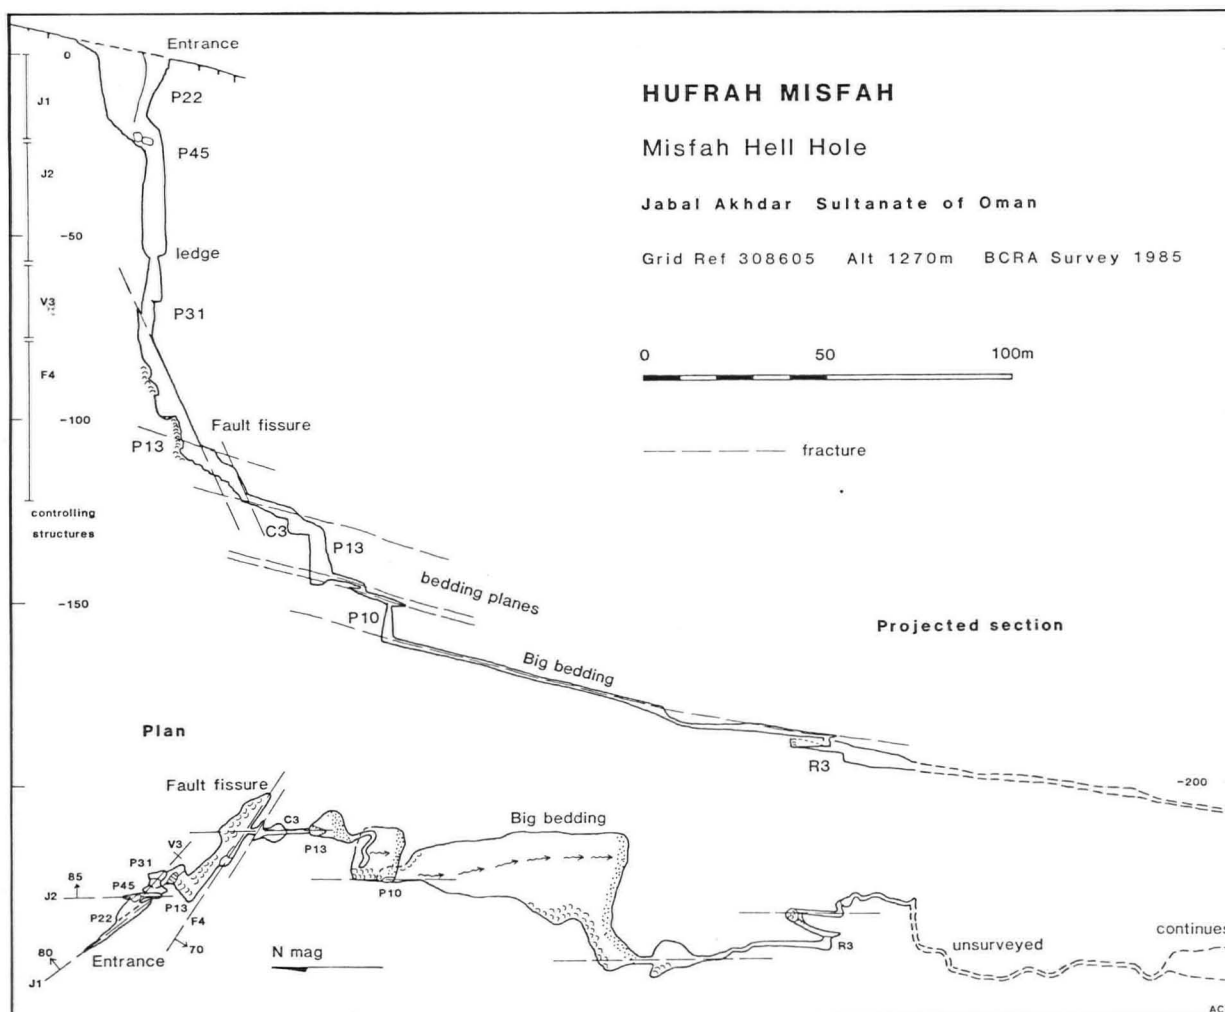 HUFRAH MISFAH
Misfah Hell Hole
Jabal Akhdar Sultanate of Oman
Grid Ref 308605 Alt 1270m BCRA Survey 1985
0 50 100m
fracture
Entrance
0
J1
P22
P45
J2
-50
ledge
V3
P31
F4
-100
Fault fissure
P13
controlling
structures
C3
P13
bedding planes
-150
P10
Projected section
Big bedding
R3
-200
Plan
Fault fissure
C3
Big bedding
V3
P13
P31
85
P45
J2
P10
P13
P22
F4
70
Entrance
80
J1
N mag
R3
unsurveyed
continues
AC